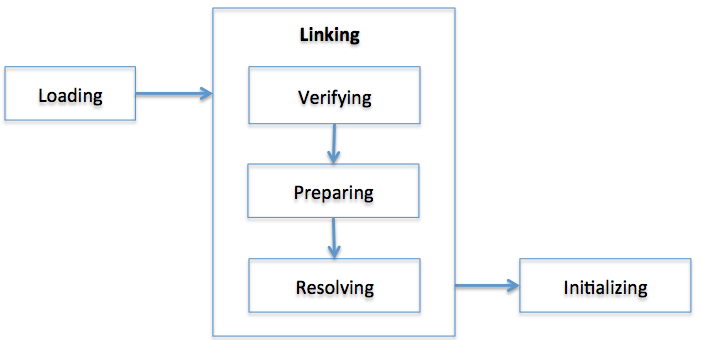 Linking
Loading
Verifying
Preparing
Resolving
Initializing